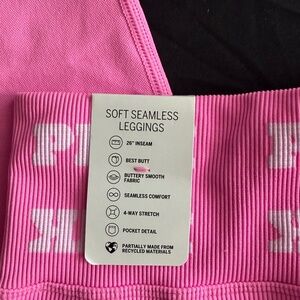 SOFT SEAMLESS
LEGGINGS
26" INSEAM
BEST BUTT
BUTTERY SMOOTH
FABRIC
SEAMLESS COMFORT
4-WAY STRETCH
POCKET DETAIL
PARTIALLY MADE FROM
RECYCLED MATERIALS